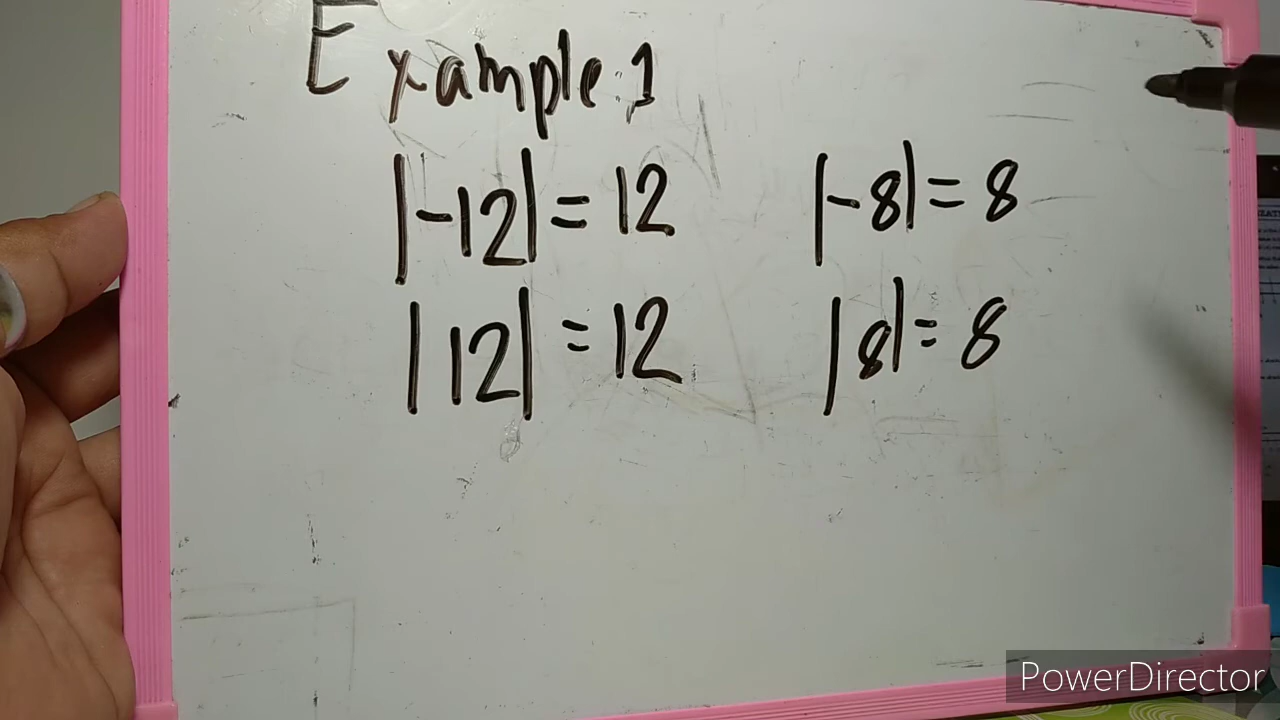 Example: 1
|-12| = 12 |-8| = 8
|12| = 12 |8| = 8
PowerDirector